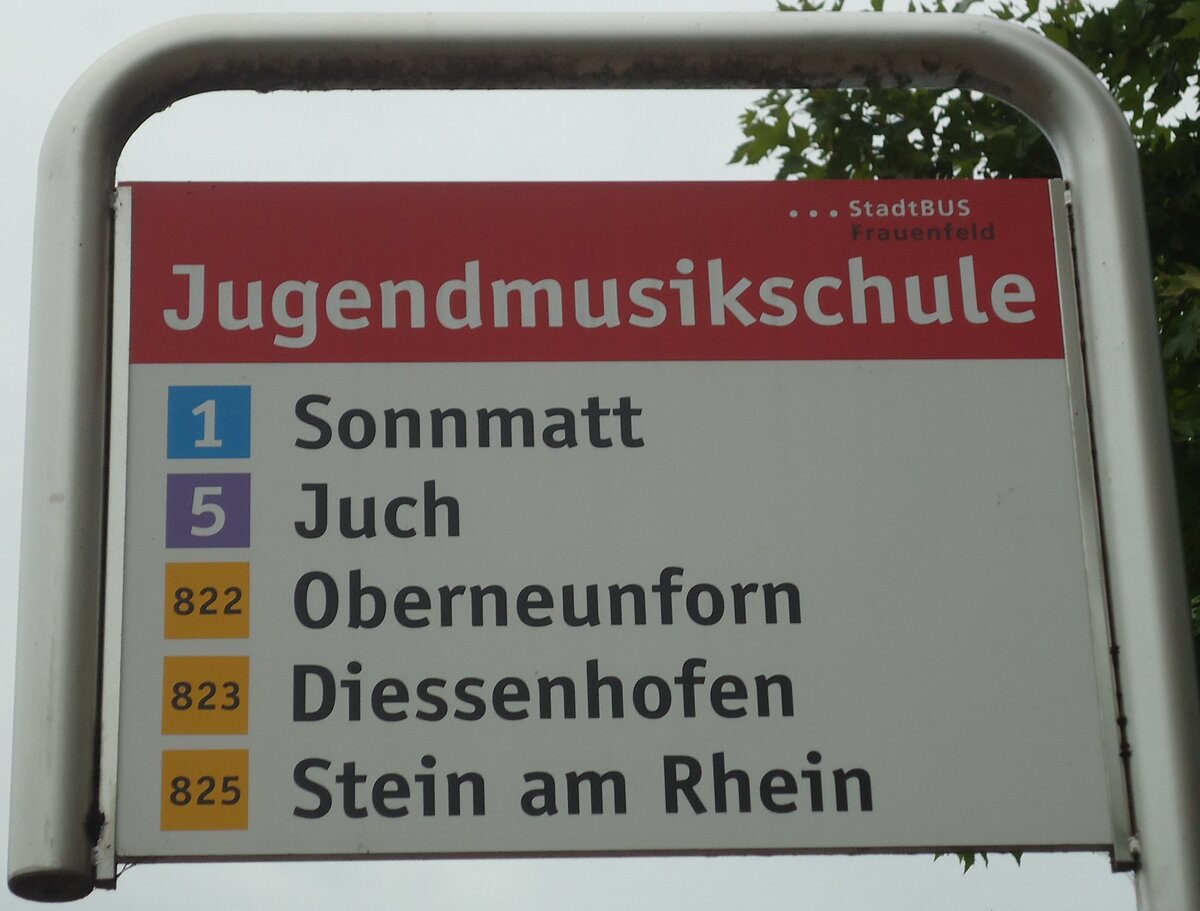 ... StadtBUS
Frauenfeld
Jugendmusikschule
1 Sonnmatt
5 Juch
822 Oberneunforn
823 Diessenhofen
825 Stein am Rhein